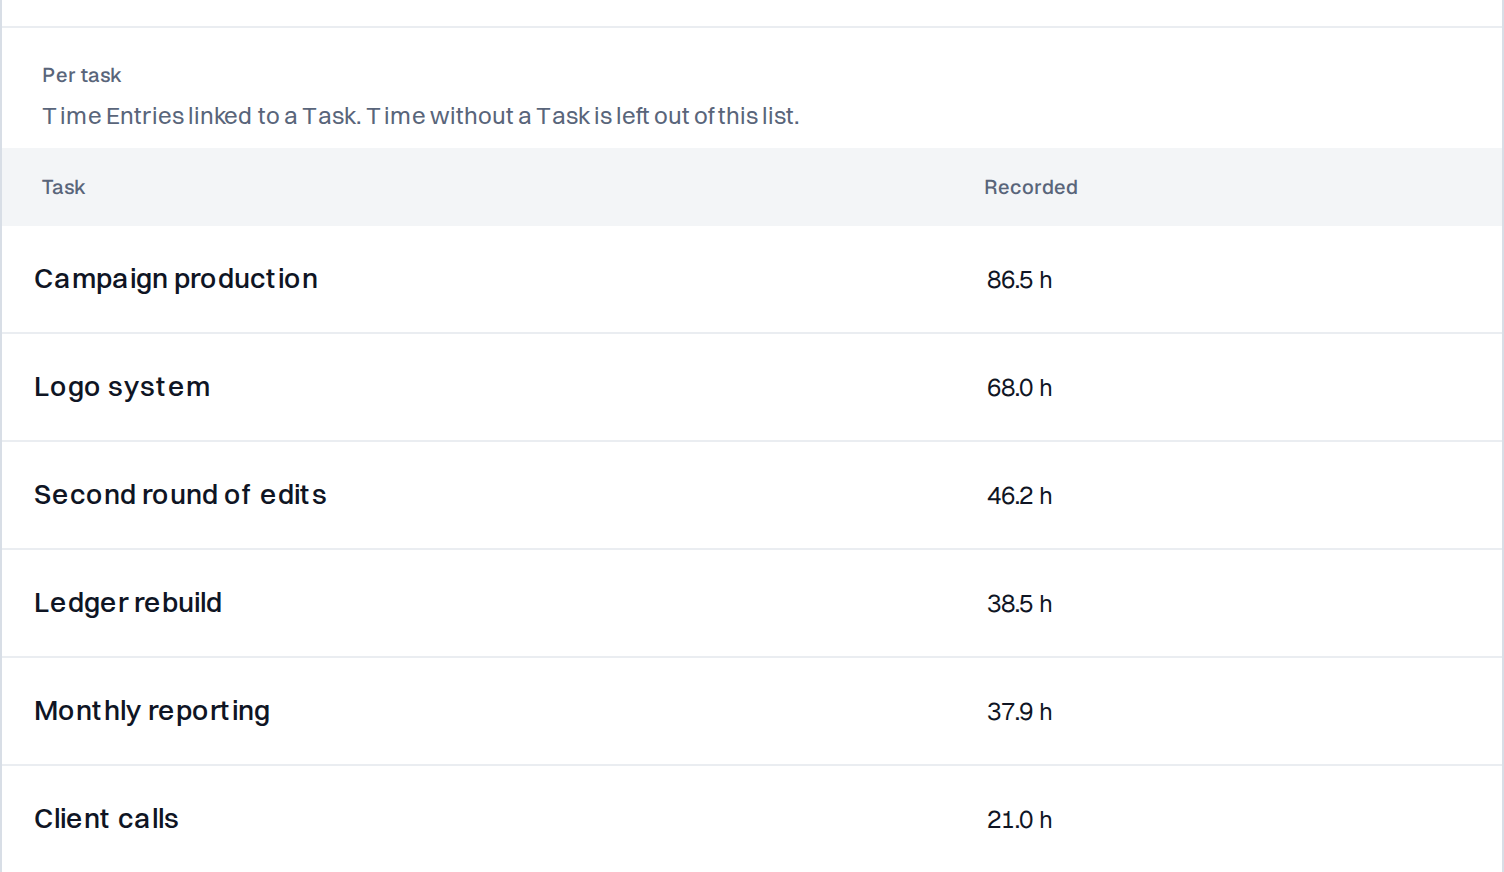 Per task
Time Entries linked to a Task. Time without a Task is left out of this list.
Task Recorded
Campaign production 86.5 h
Logo system 68.0 h
Second round of edits 46.2 h
Ledger rebuild 38.5 h
Monthly reporting 37.9 h
Client calls 21.0 h